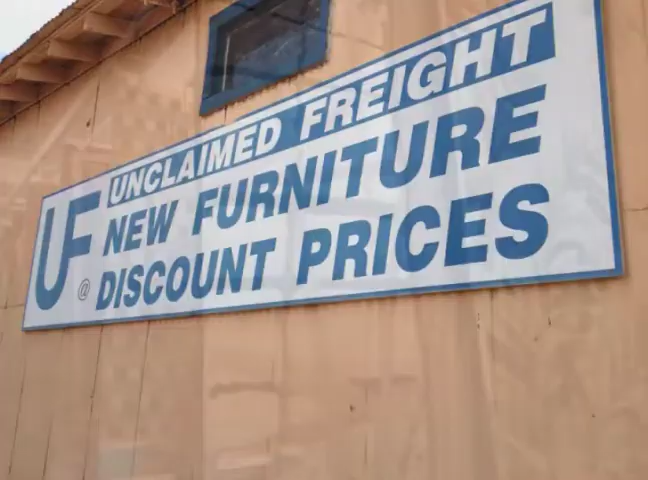 UF
UNCLAIMED FREIGHT
NEW FURNITURE
@ DISCOUNT PRICES